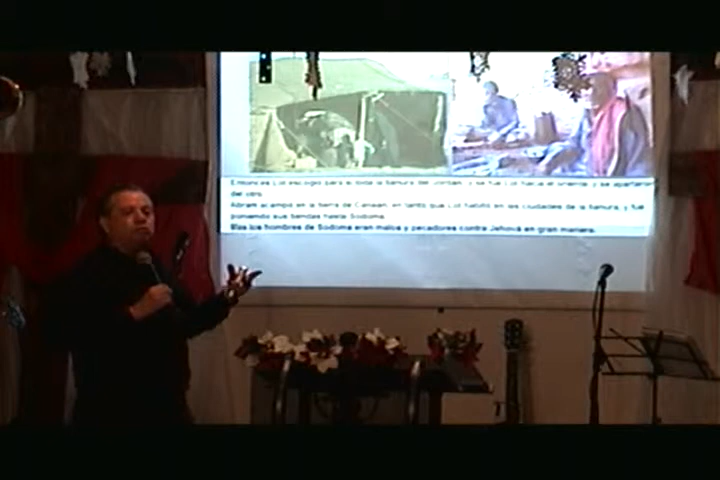 Entonces Lot escogió para sí toda la llanura del Jordán; y se fue Lot hacia el oriente, y se apartaron
del otro.
Abram acampó en la tierra de Canaán, en tanto que Lot habitó en las ciudades de la llanura, y fue
poniendo sus tiendas hasta Sodoma.
Mas los hombres de Sodoma eran malos y pecadores contra Jehová en gran manera.